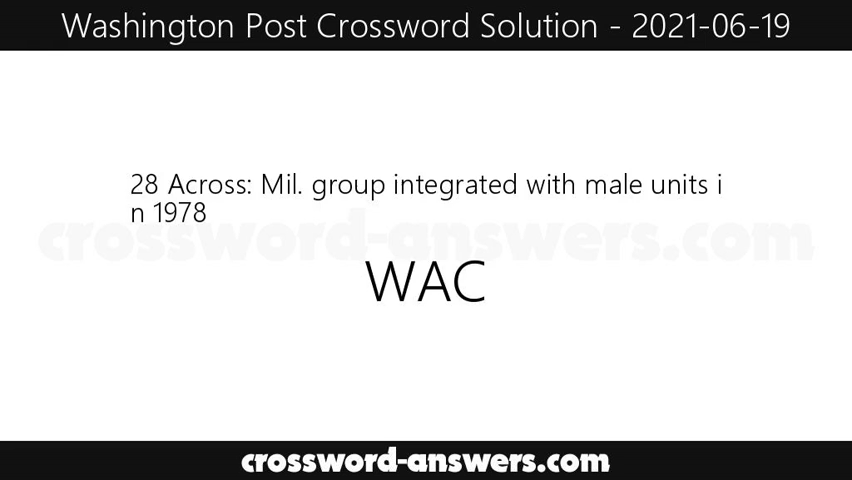 Washington Post Crossword Solution - 2021-06-19
28 Across: Mil. group integrated with male units i
n 1978
crossword-answers.com
WAC
crossword-answers.com